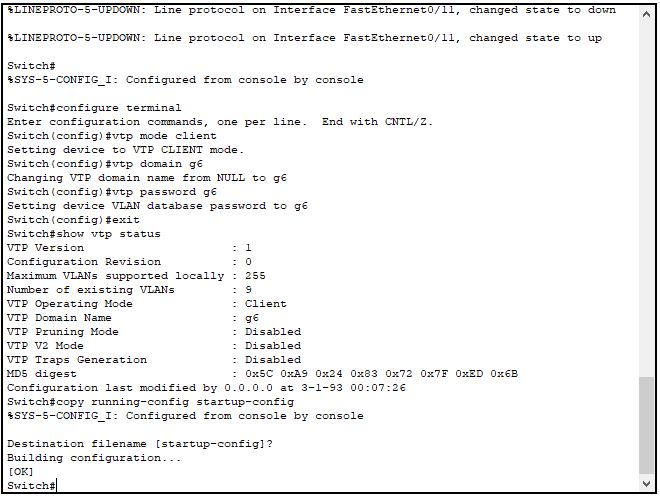 %LINEPROTO-5-UPDOWN: Line protocol on Interface FastEthernet0/11, changed state to down
%LINEPROTO-5-UPDOWN: Line protocol on Interface FastEthernet0/11, changed state to up
Switch#
%SYS-5-CONFIG_I: Configured from console by console
Switch#configure terminal
Enter configuration commands, one per line.  End with CNTL/Z.
Switch(config)#vtp mode client
Setting device to VTP CLIENT mode.
Switch(config)#vtp domain g6
Changing VTP domain name from NULL to g6
Switch(config)#vtp password g6
Setting device VLAN database password to g6
Switch(config)#exit
Switch#show vtp status
VTP Version                     : 1
Configuration Revision          : 0
Maximum VLANs supported locally : 255
Number of existing VLANs        : 9
VTP Operating Mode              : Client
VTP Domain Name                 : g6
VTP Pruning Mode                : Disabled
VTP V2 Mode                     : Disabled
VTP Traps Generation            : Disabled
MD5 digest                      : 0x5C 0xA9 0x24 0x83 0x72 0x7F 0xED 0x6B
Configuration last modified by 0.0.0.0 at 3-1-93 00:07:26
Switch#copy running-config startup-config
%SYS-5-CONFIG_I: Configured from console by console
Destination filename [startup-config]?
Building configuration...
[OK]
Switch#